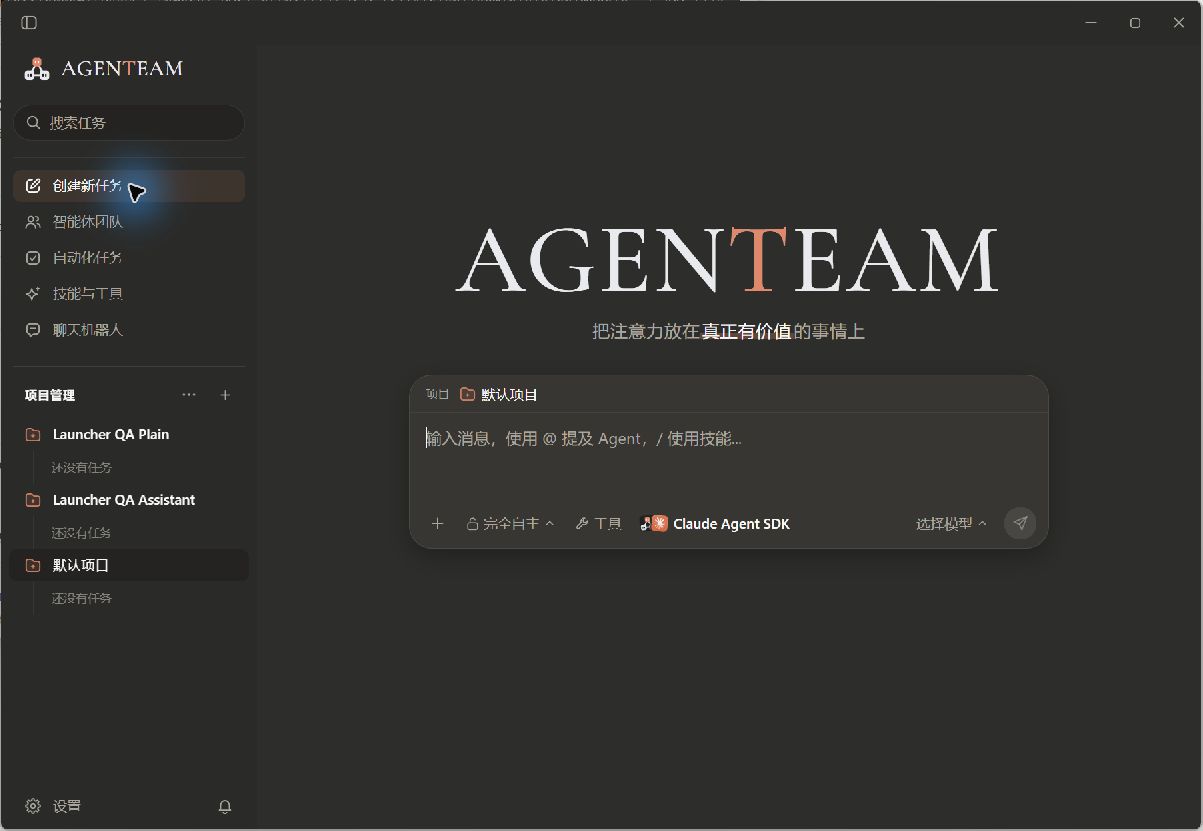 AGENTEAM
搜索任务
创建新任务
智能体团队
自动化任务
技能与工具
聊天机器人
项目管理
Launcher QA Plain
还没有任务
Launcher QA Assistant
还没有任务
默认项目
还没有任务
设置
AGENTEAM
把注意力放在真正有价值的事情上
项目 默认项目
输入消息，使用 @ 提及 Agent，/ 使用技能...
完全自主 工具 Claude Agent SDK 选择模型